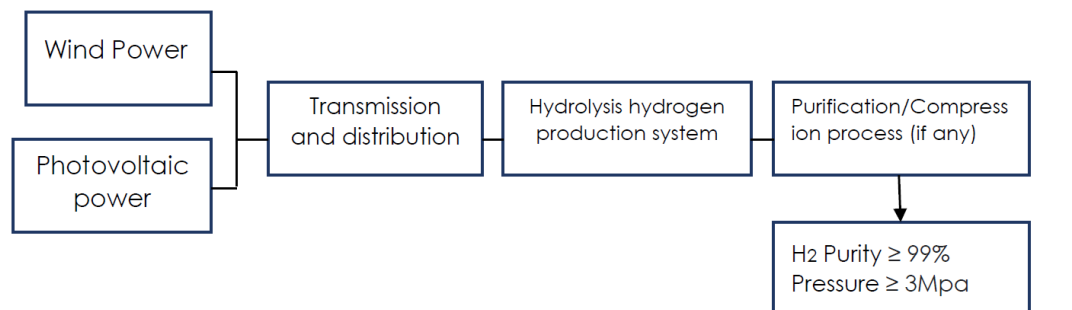 Wind Power
Photovoltaic
power
Transmission
and distribution
Hydrolysis hydrogen
production system
Purification/Compress
ion process (if any)
H2 Purity ≥ 99%
Pressure ≥ 3Mpa